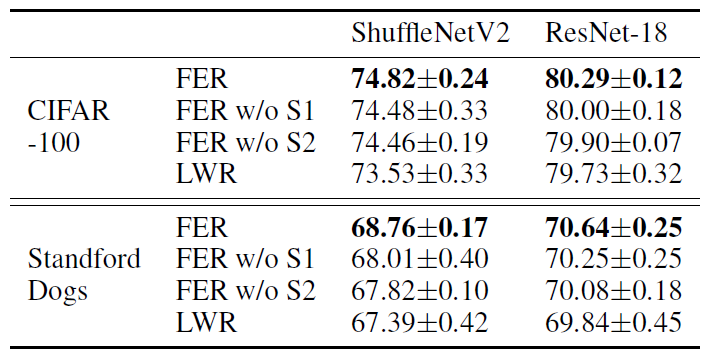 ShuffleNetV2 ResNet-18
FER 74.82±0.24 80.29±0.12
CIFAR FER w/o S1 74.48±0.33 80.00±0.18
-100 FER w/o S2 74.46±0.19 79.90±0.07
LWR 73.53±0.33 79.73±0.32
FER 68.76±0.17 70.64±0.25
Standford FER w/o S1 68.01±0.40 70.25±0.25
Dogs FER w/o S2 67.82±0.10 70.08±0.18
LWR 67.39±0.42 69.84±0.45